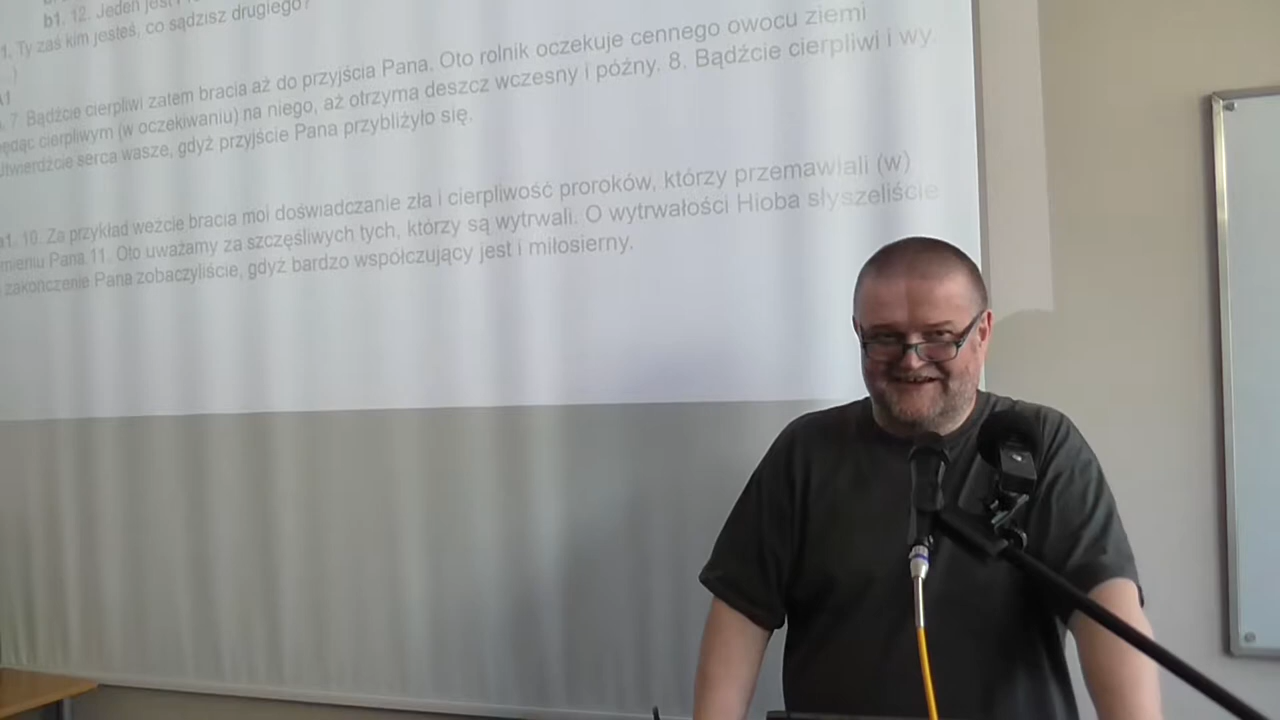 b1. 12. Jeden jest
1. Ty zaś kim jesteś, co sądzisz drugiego?
)
A1
. 7. Bądźcie cierpliwi zatem bracia aż do przyjścia Pana. Oto rolnik oczekuje cennego owocu ziemi
ędąc cierpliwym (w oczekiwaniu) na niego, aż otrzyma deszcz wczesny i późny. 8. Bądźcie cierpliwi i wy.
Utwierdźcie serca wasze, gdyż przyjście Pana przybliżyło się.
a1. 10. Za przykład weźcie bracia moi doświadczanie zła i cierpliwość proroków, którzy przemawiali (w)
mieniu Pana 11. Oto uważamy za szczęśliwych tych, którzy są wytrwali. O wytrwałości Hioba słyszeliście
zakończenie Pana zobaczyliście, gdyż bardzo współczujący jest i miłosierny.